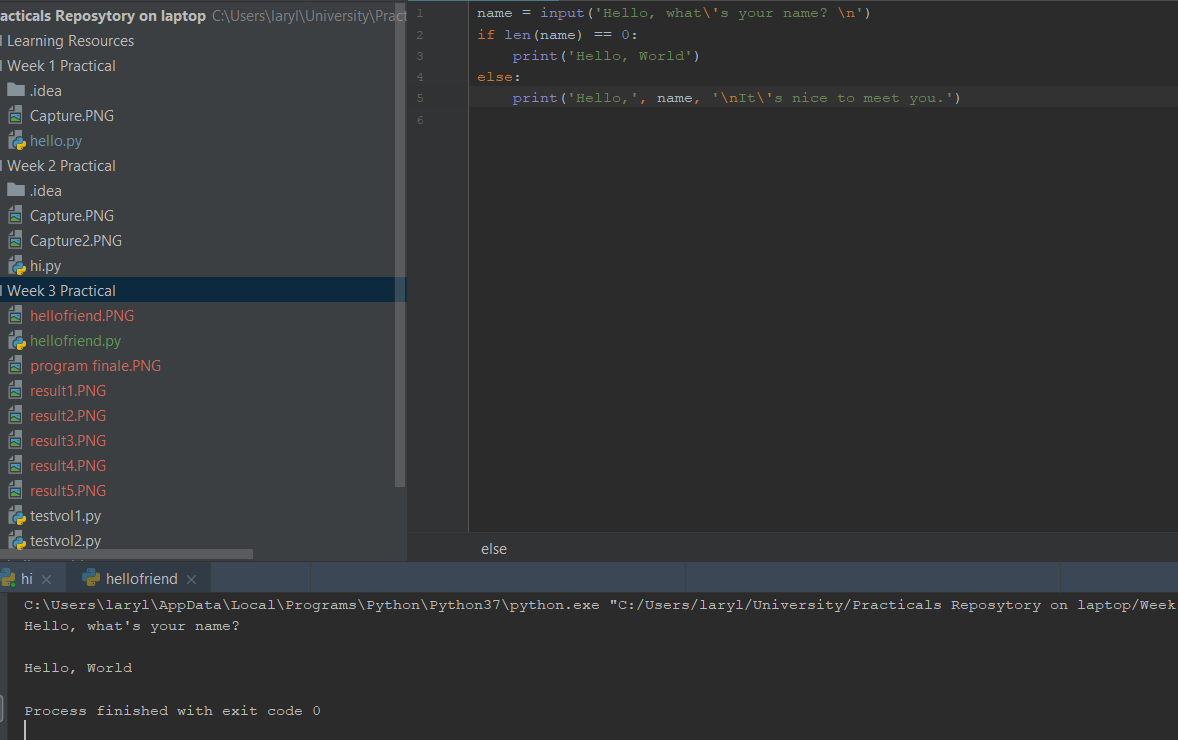 acticals Reposytory on laptop C:\Users\laryl\University\Pract
Learning Resources
Week 1 Practical
.idea
Capture.PNG
hello.py
Week 2 Practical
.idea
Capture.PNG
Capture2.PNG
hi.py
Week 3 Practical
hellofriend.PNG
hellofriend.py
program finale.PNG
result1.PNG
result2.PNG
result3.PNG
result4.PNG
result5.PNG
testvol1.py
testvol2.py
1 name = input('Hello, what\'s your name? \n')
2 if len(name) == 0:
3 print('Hello, World')
4 else:
5 print('Hello,', name, '\nIt\'s nice to meet you.')
6
else
hi × hellofriend ×
C:\Users\laryl\AppData\Local\Programs\Python\Python37\python.exe "C:/Users/laryl/University/Practicals Reposytory on laptop/Week
Hello, what's your name?
Hello, World
Process finished with exit code 0